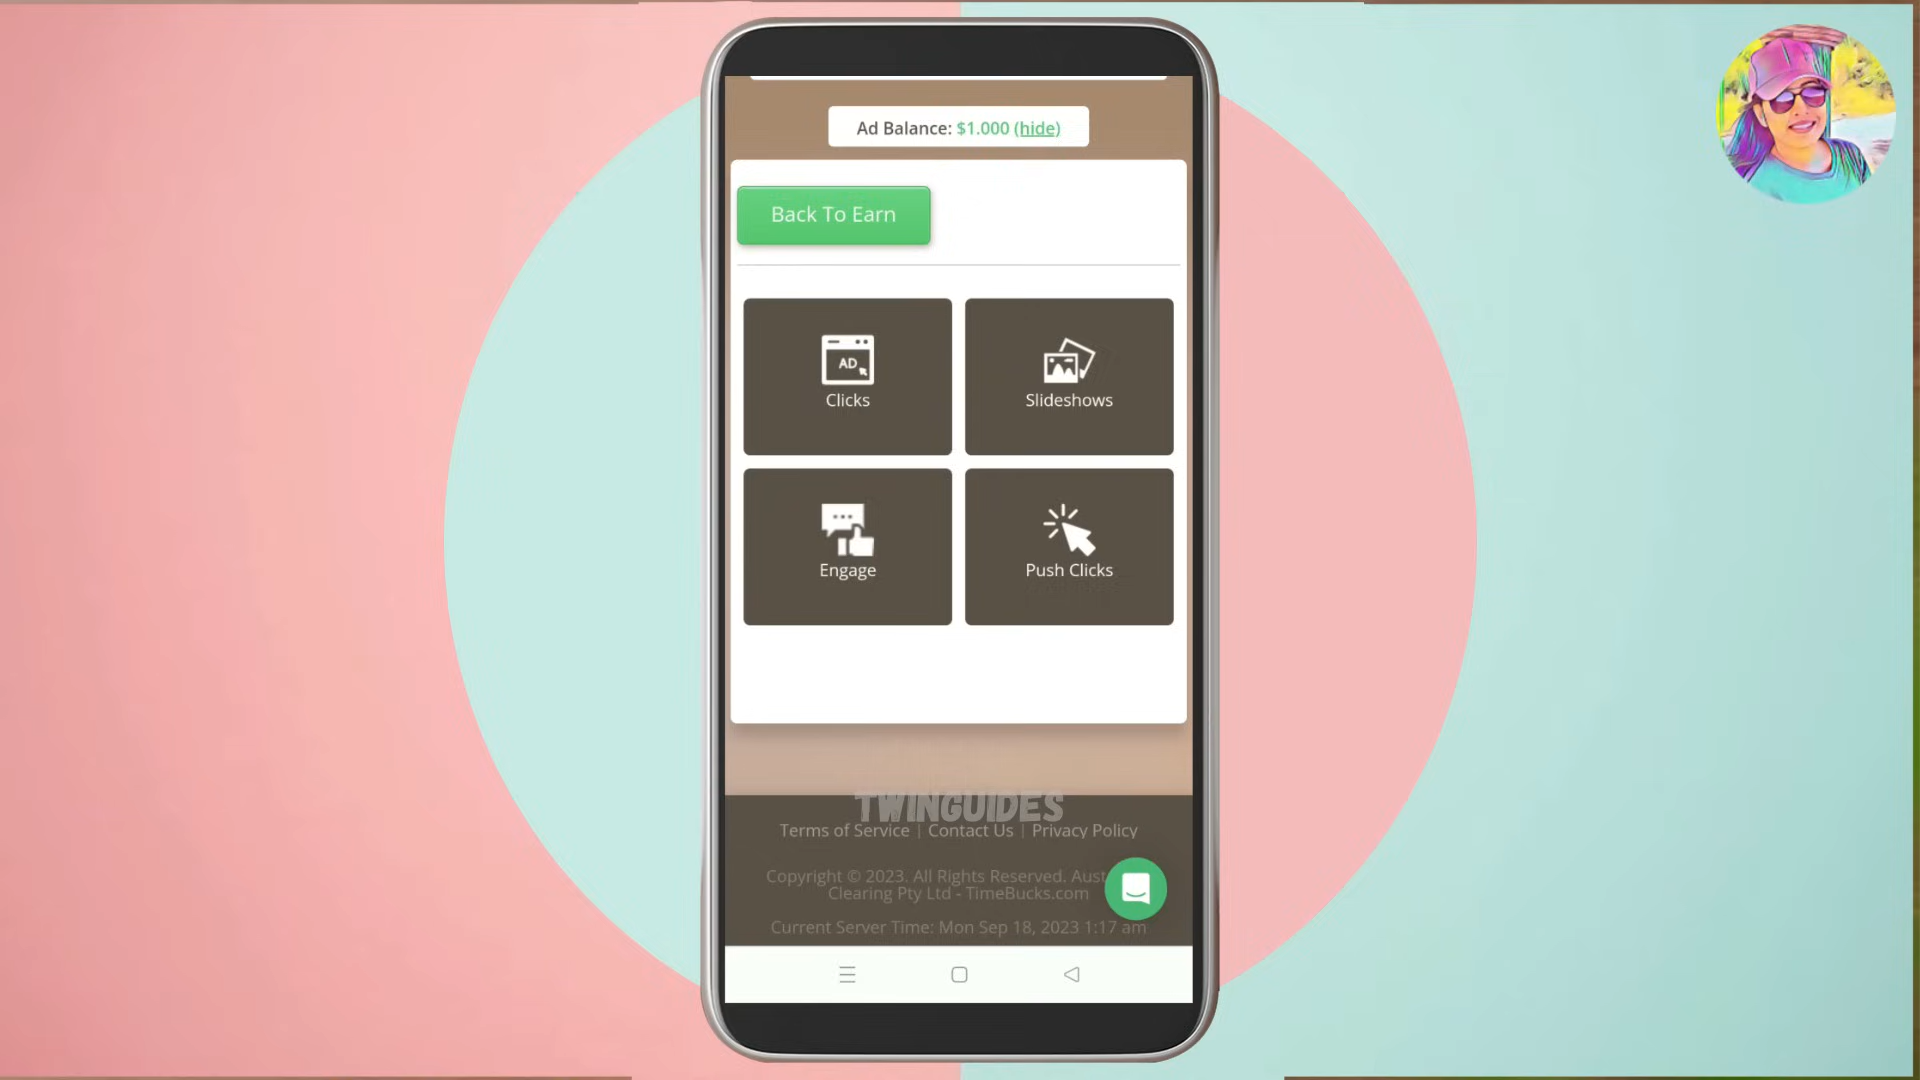 Ad Balance: $1.000 (hide)
Back To Earn
AD
Clicks
Slideshows
Engage
Push Clicks
TWINGUIDES
Terms of Service | Contact Us | Privacy Policy
Copyright © 2023. All Rights Reserved. Aust
Clearing Pty Ltd - TimeBucks.com
Current Server Time: Mon Sep 18, 2023 1:17 am